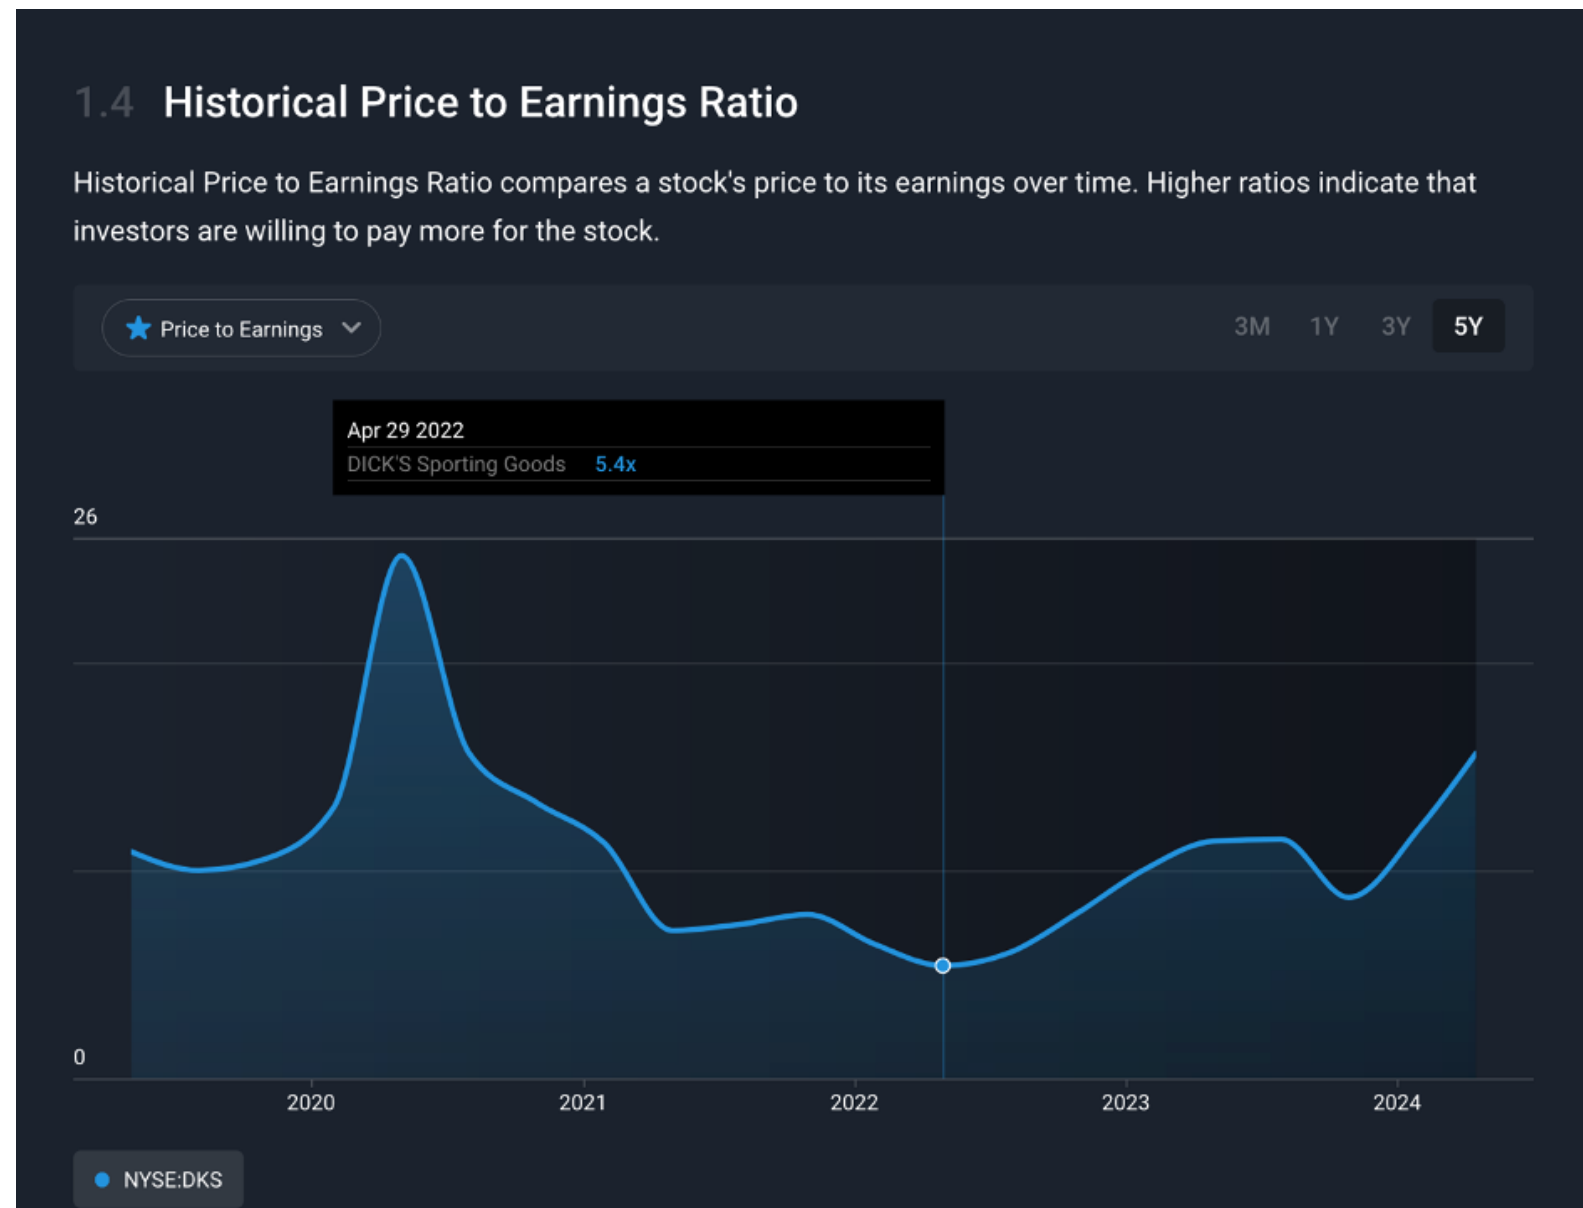 1.4 Historical Price to Earnings Ratio
Historical Price to Earnings Ratio compares a stock's price to its earnings over time. Higher ratios indicate that
investors are willing to pay more for the stock.
Price to Earnings
3M 1Y 3Y 5Y
Apr 29 2022
DICK'S Sporting Goods 5.4x
26
0
2020 2021 2022 2023 2024
NYSE:DKS